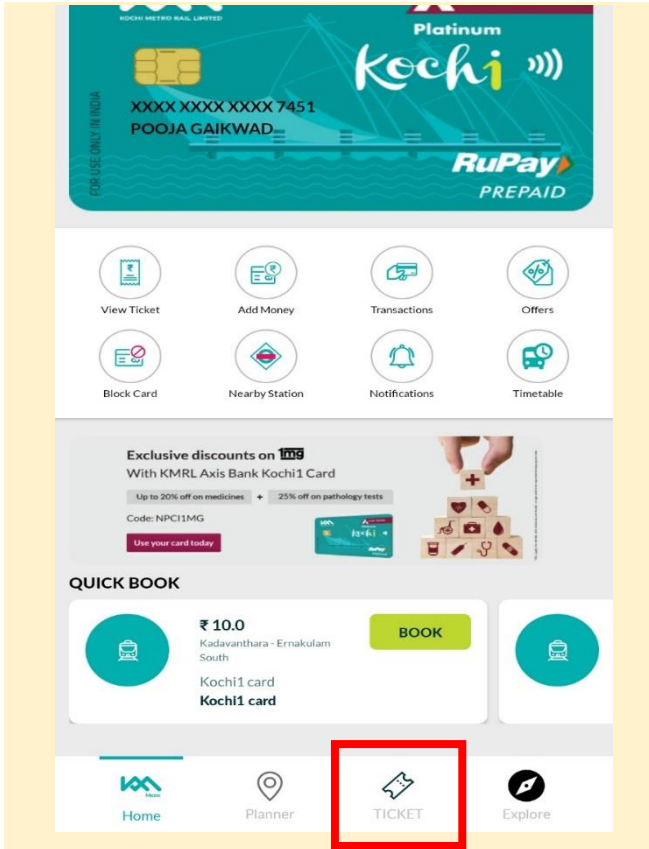 KOCHI METRO RAIL LIMITED
Platinum
kochi
FOR USE ONLY IN INDIA
XXXX XXXX XXXX 7451
POOJA GAIKWAD
RuPay
PREPAID
View Ticket
Add Money
Transactions
Offers
Block Card
Nearby Station
Notifications
Timetable
Exclusive discounts on 1mg
With KMRL Axis Bank Kochi1 Card
Up to 20% off on medicines + 25% off on pathology tests
Code: NPCI1MG
Use your card today
kochi
QUICK BOOK
₹ 10.0
Kadavanthara - Ernakulam
South
BOOK
Kochi1 card
Kochi1 card
Home
Planner
TICKET
Explore